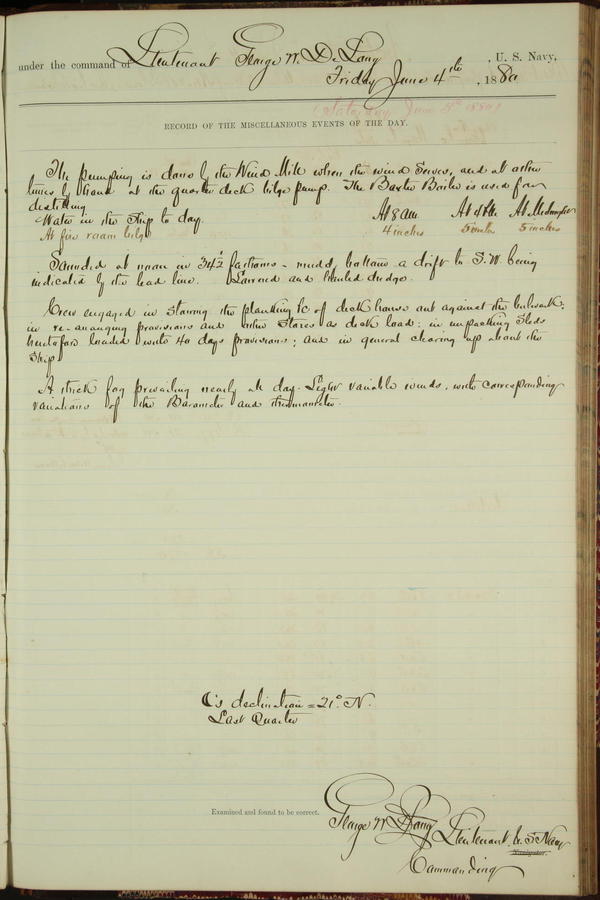 under the command of Lieutenant George W. De Long, U. S. Navy,
Friday June 4th, 1880
(Saturday, June 5th 1880)
RECORD OF THE MISCELLANEOUS EVENTS OF THE DAY.
The pumping is done by the Wind Mill when the wind serves, and at other
times by hand at the quarter deck bilge pump. The Baxter Boiler is used for
distilling
Water in the Ship to day. At 8 am At 4 PM At Midnight
At fire room bilge 4 inches 5 inches 5 inches
Sounded at noon in 34½ fathoms - mud, bottom a drift to S.W. being
indicated by the lead line. Lowered and hauled dredge.
Crew engaged in stowing the planking &c of deck house out against the bulwark;
in re-arranging provisions and other stores as deck load; in unpacking sleds
heretofore loaded with 40 days provisions; and in general clearing up about the
Ship
A thick fog prevailing nearly all day. Light variable winds, with corresponding
variations of the Barometer and thermometer.
☾'s declination = 21° N.
Last Quarter
Examined and found to be correct.
George W. De Long Lieutenant U. S. Navy
Navigator.
Commanding